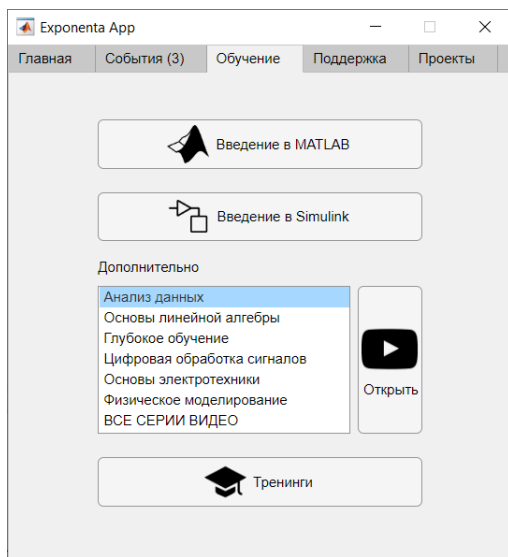 Exponenta App
Главная События (3) Обучение Поддержка Проекты
Введение в MATLAB
Введение в Simulink
Дополнительно
Анализ данных
Основы линейной алгебры
Глубокое обучение
Цифровая обработка сигналов
Основы электротехники
Физическое моделирование
ВСЕ СЕРИИ ВИДЕО
Открыть
Тренинги